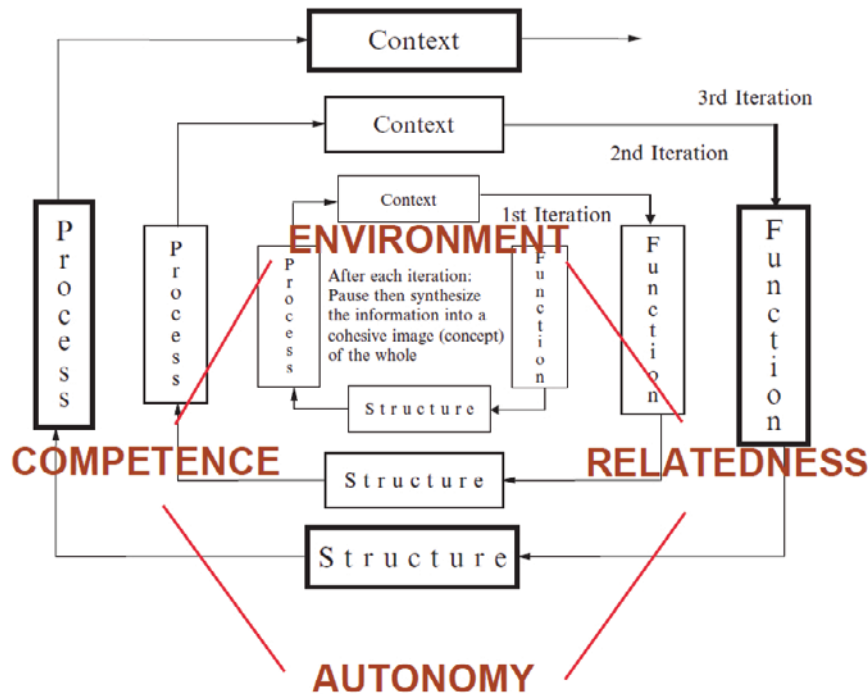 Context
3rd Iteration
Context
2nd Iteration
Context
1st Iteration
ENVIRONMENT
Process
Process
Process
After each iteration:
Pause then synthesize
the information into a
cohesive image (concept)
of the whole
Function
Function
Function
Structure
COMPETENCE
RELATEDNESS
Structure
Structure
AUTONOMY